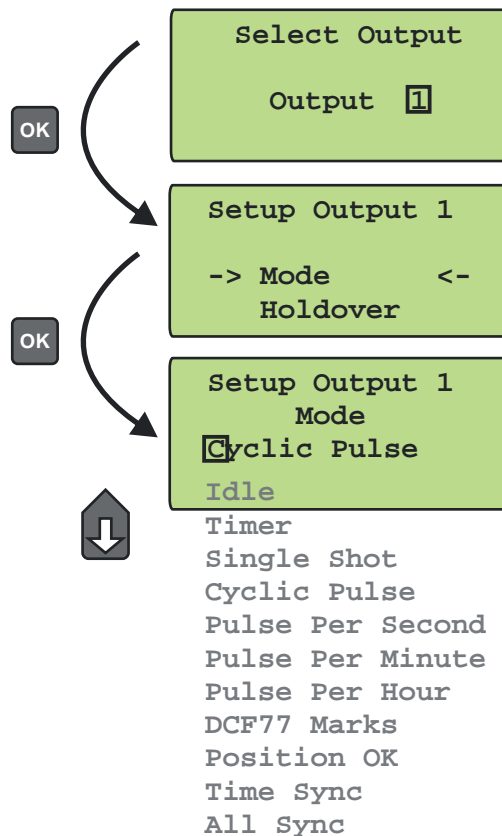 Select Output
Output 1
OK
Setup Output 1
-> Mode <-
Holdover
OK
Setup Output 1
Mode
Cyclic Pulse
Idle
Timer
Single Shot
Cyclic Pulse
Pulse Per Second
Pulse Per Minute
Pulse Per Hour
DCF77 Marks
Position OK
Time Sync
All Sync